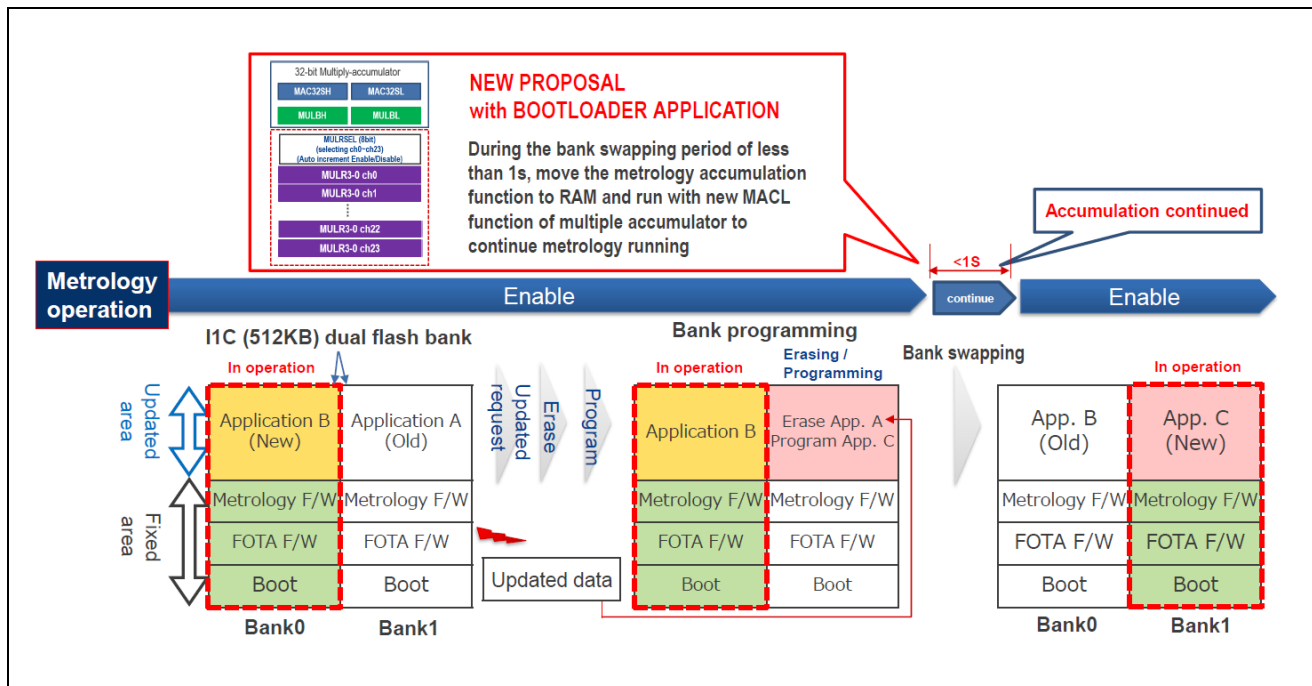 32-bit Multiply-accumulator
MAC32SH
MAC32SL
MULBH
MULBL
MULRSEL (8bit)
(selecting ch0~ch23)
(Auto increment Enable/Disable)
MULR3-0 ch0
MULR3-0 ch1
MULR3-0 ch22
MULR3-0 ch23
NEW PROPOSAL
with BOOTLOADER APPLICATION
During the bank swapping period of less
than 1s, move the metrology accumulation
function to RAM and run with new MACL
function of multiple accumulator to
continue metrology running
Accumulation continued
<1S
Metrology
operation
Enable
continue
Enable
I1C (512KB) dual flash bank
Bank programming
Bank swapping
In operation
In operation
Erasing /
Programming
In operation
Updated
area
Fixed
area
Application B
(New)
Application A
(Old)
Metrology F/W
Metrology F/W
FOTA F/W
FOTA F/W
Boot
Boot
Bank0
Bank1
Updated
request
Erase
Program
Updated data
Application B
Erase App. A
Program App. C
Metrology F/W
Metrology F/W
FOTA F/W
FOTA F/W
Boot
Boot
App. B
(Old)
App. C
(New)
Metrology F/W
Metrology F/W
FOTA F/W
FOTA F/W
Boot
Boot
Bank0
Bank1